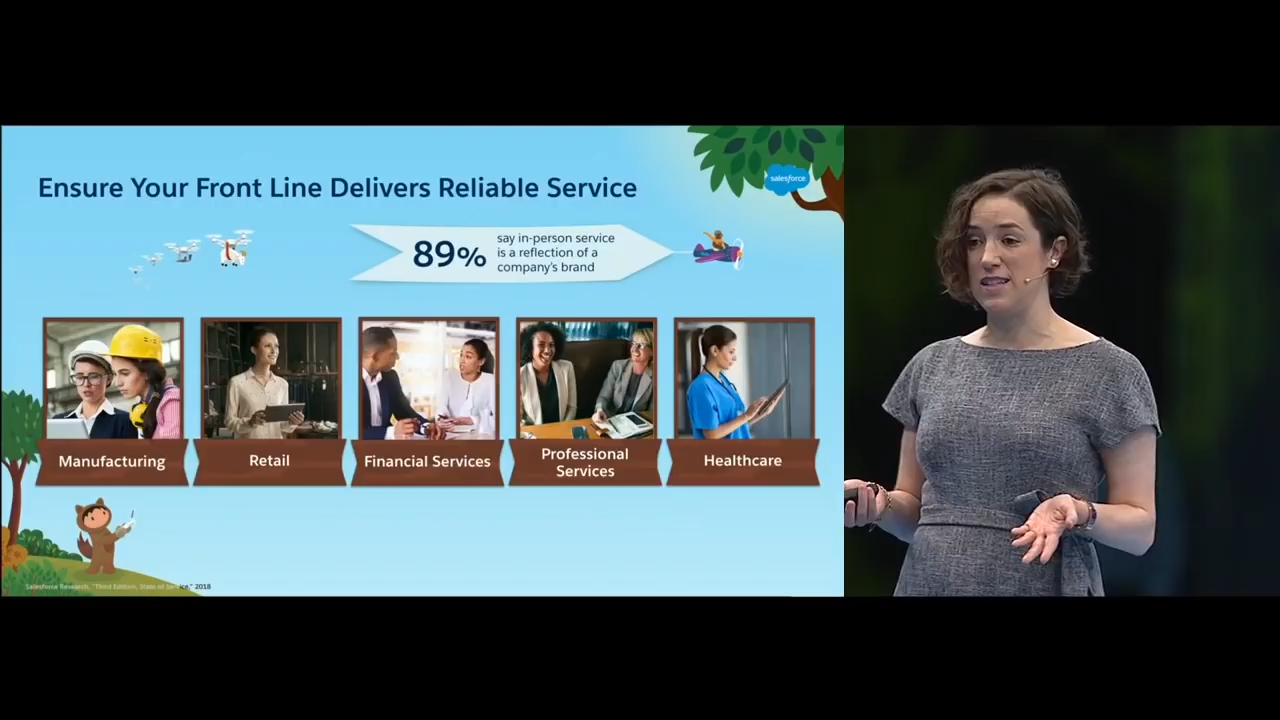 Ensure Your Front Line Delivers Reliable Service
salesforce
89%
say in-person service
is a reflection of a
company's brand
Manufacturing
Retail
Financial Services
Professional
Services
Healthcare
Salesforce Research, "Third Edition, State of Service," 2018